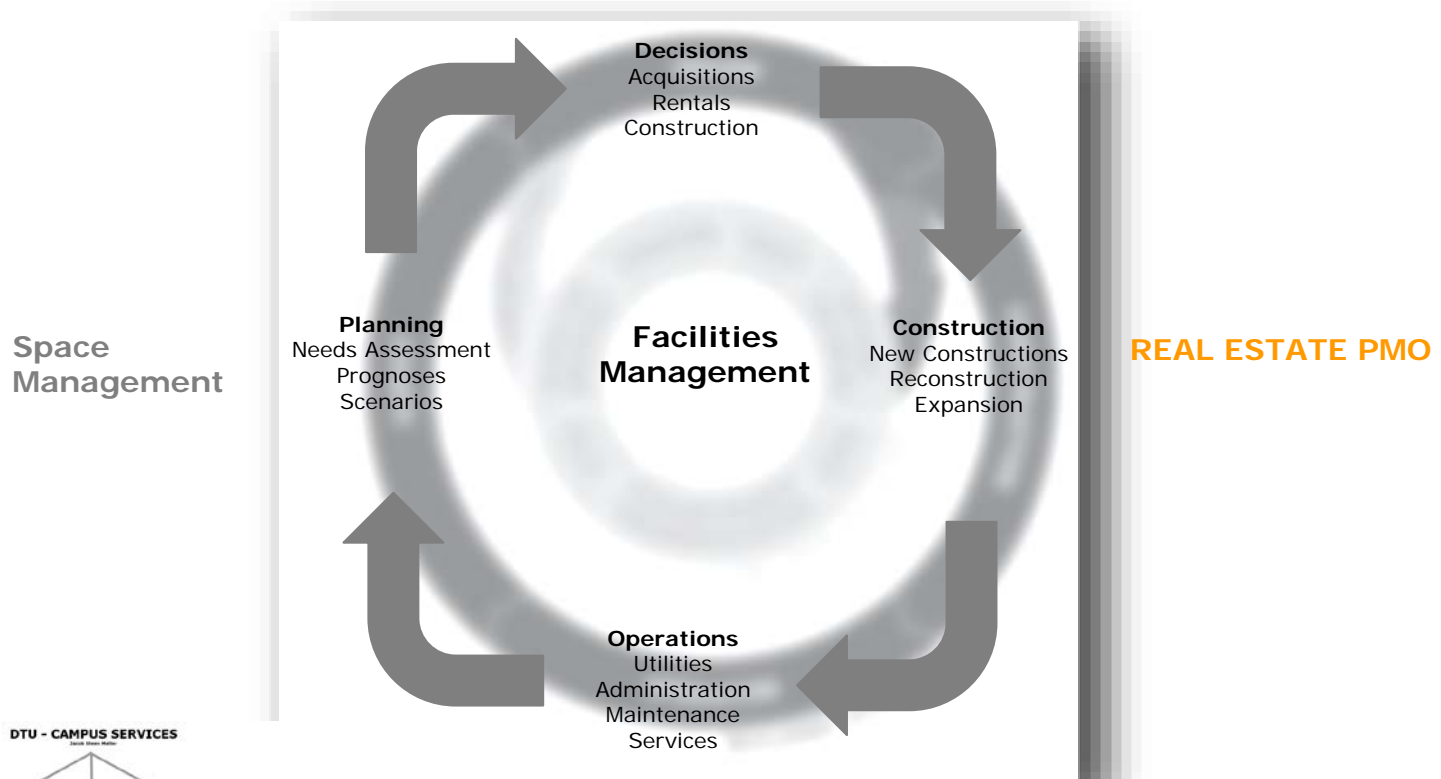 Decisions
Acquisitions
Rentals
Construction
Planning
Needs Assessment
Prognoses
Scenarios
Facilities
Management
Construction
New Constructions
Reconstruction
Expansion
Space
Management
REAL ESTATE PMO
Operations
Utilities
Administration
Maintenance
Services
DTU - CAMPUS SERVICES